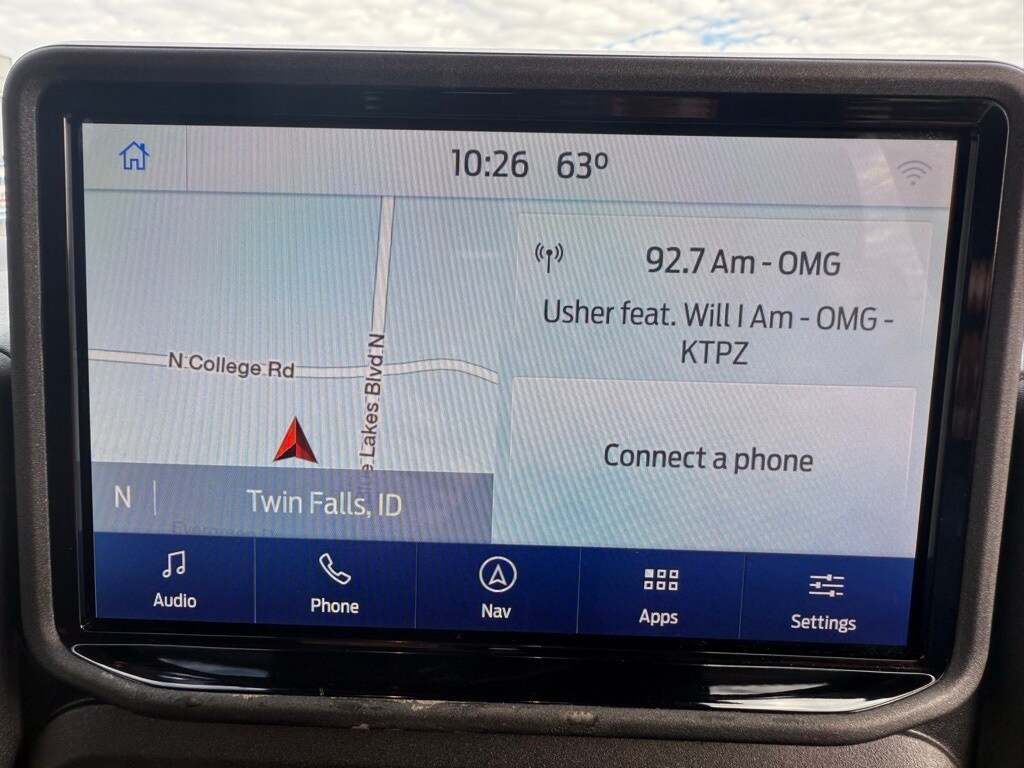 10:26 63º
92.7 Am - OMG
Usher feat. Will I Am - OMG -
KTPZ
N College Rd
Lakes Blvd N
Connect a phone
N
Twin Falls, ID
Audio
Phone
Nav
Apps
Settings